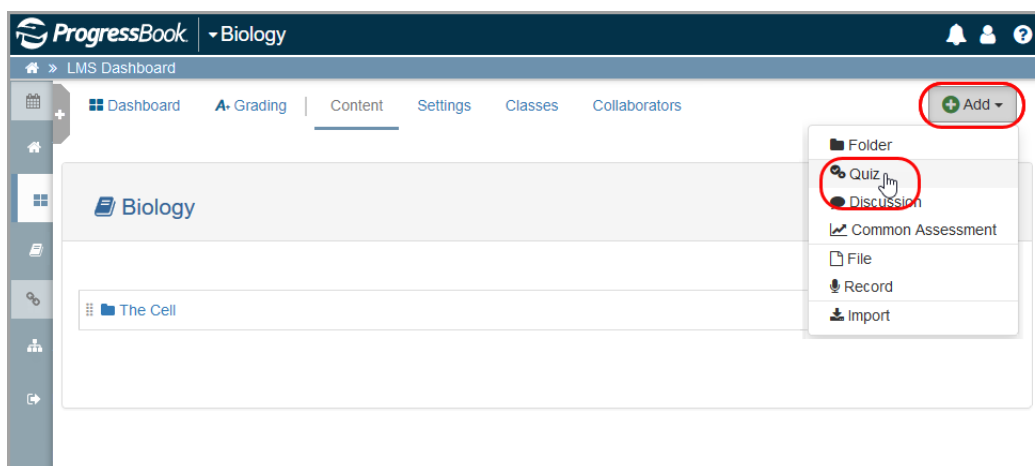 ProgressBook Biology
» LMS Dashboard
Dashboard A+ Grading Content Settings Classes Collaborators Add
Folder
Quiz
Discussion
Common Assessment
File
Record
Import
Biology
The Cell